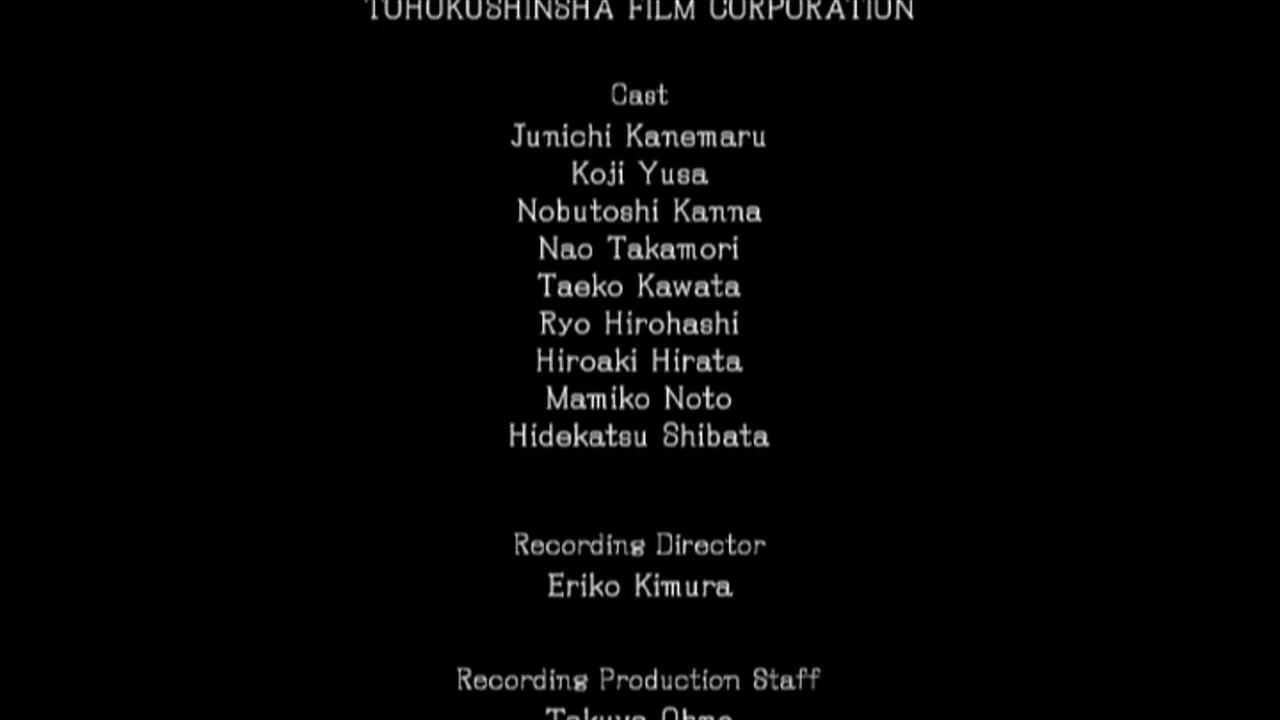 TOHOKUSHINSHA FILM CORPORATION
Cast
Junichi Kanemaru
Koji Yusa
Nobutoshi Kanna
Nao Takamori
Taeko Kawata
Ryo Hirohashi
Hiroaki Hirata
Mamiko Noto
Hidekatsu Shibata
Recording Director
Eriko Kimura
Recording Production Staff